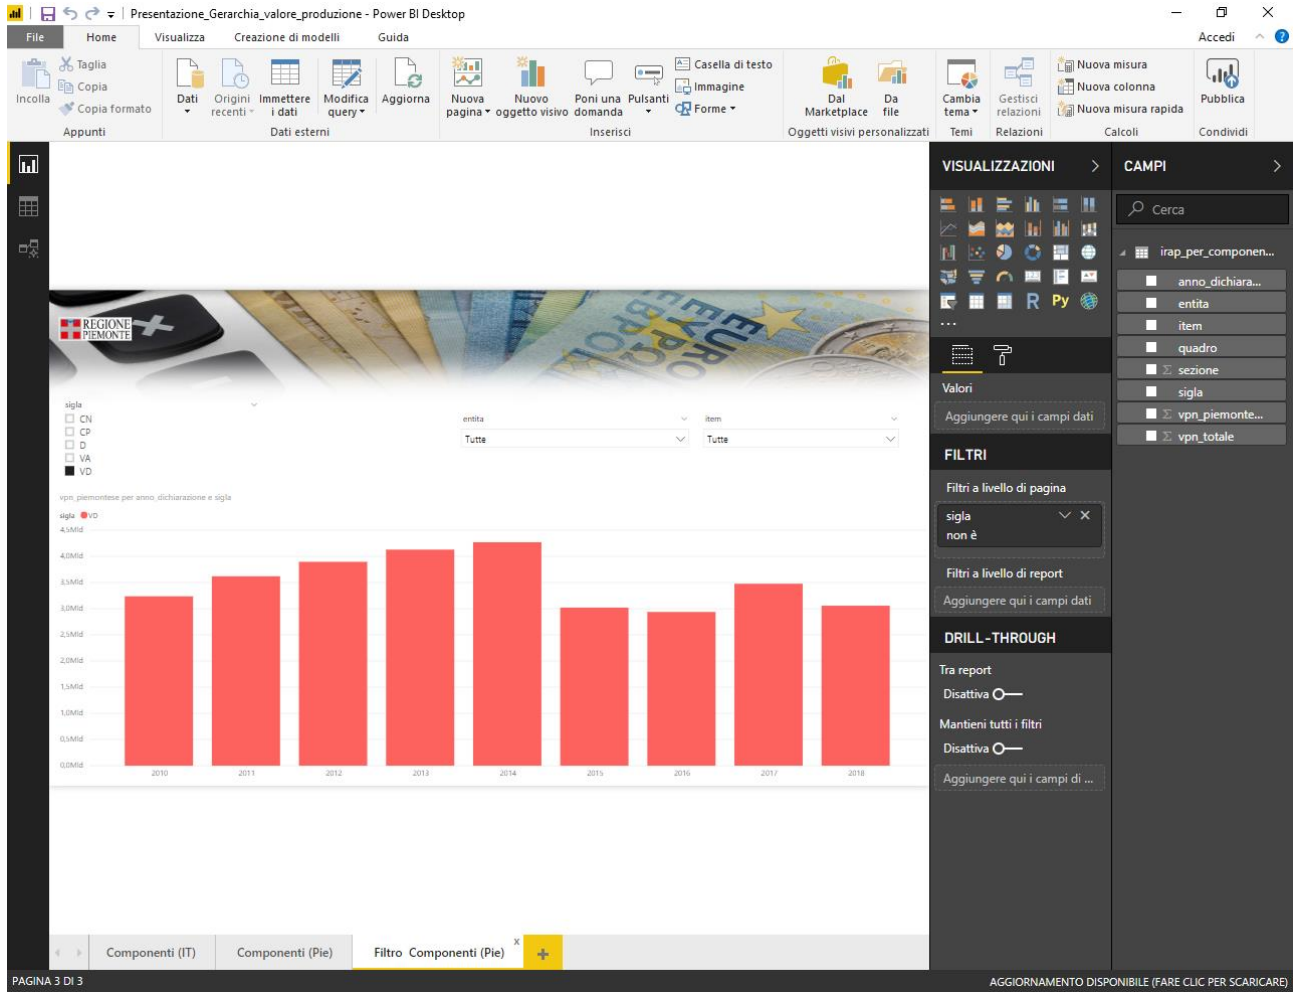 Presentazione_Gerarchia_valore_produzione - Power BI Desktop
File Home Visualizza Creazione di modelli Guida Accedi
Incolla
Taglia
Copia
Copia formato
Appunti
Dati
Origini recenti
Immettere i dati
Modifica query
Aggiorna
Dati esterni
Nuova pagina
Nuovo oggetto visivo
Poni una domanda
Pulsanti
Casella di testo
Immagine
Forme
Inserisci
Dal Marketplace
Da file
Oggetti visivi personalizzati
Cambia tema
Temi
Gestisci relazioni
Relazioni
Nuova misura
Nuova colonna
Nuova misura rapida
Calcoli
Pubblica
Condividi
REGIONE
PIEMONTE
EURO
sigla
CN
CP
D
VA
VD
entita
Tutte
item
Tutte
vpn_piemontese per anno_dichiarazione e sigla
sigla VD
4,5Mld
4,0Mld
3,5Mld
3,0Mld
2,5Mld
2,0Mld
1,5Mld
1,0Mld
0,5Mld
0,0Mld
2010 2011 2012 2013 2014 2015 2016 2017 2018
VISUALIZZAZIONI
R Py
...
Valori
Aggiungere qui i campi dati
FILTRI
Filtri a livello di pagina
sigla
non è
Filtri a livello di report
Aggiungere qui i campi dati
DRILL-THROUGH
Tra report
Disattiva
Mantieni tutti i filtri
Disattiva
Aggiungere qui i campi di ...
CAMPI
Cerca
irap_per_componen...
anno_dichiara...
entita
item
quadro
Σ sezione
sigla
Σ vpn_piemonte...
Σ vpn_totale
Componenti (IT) Componenti (Pie) Filtro Componenti (Pie) x +
PAGINA 3 DI 3 AGGIORNAMENTO DISPONIBILE (FARE CLIC PER SCARICARE)